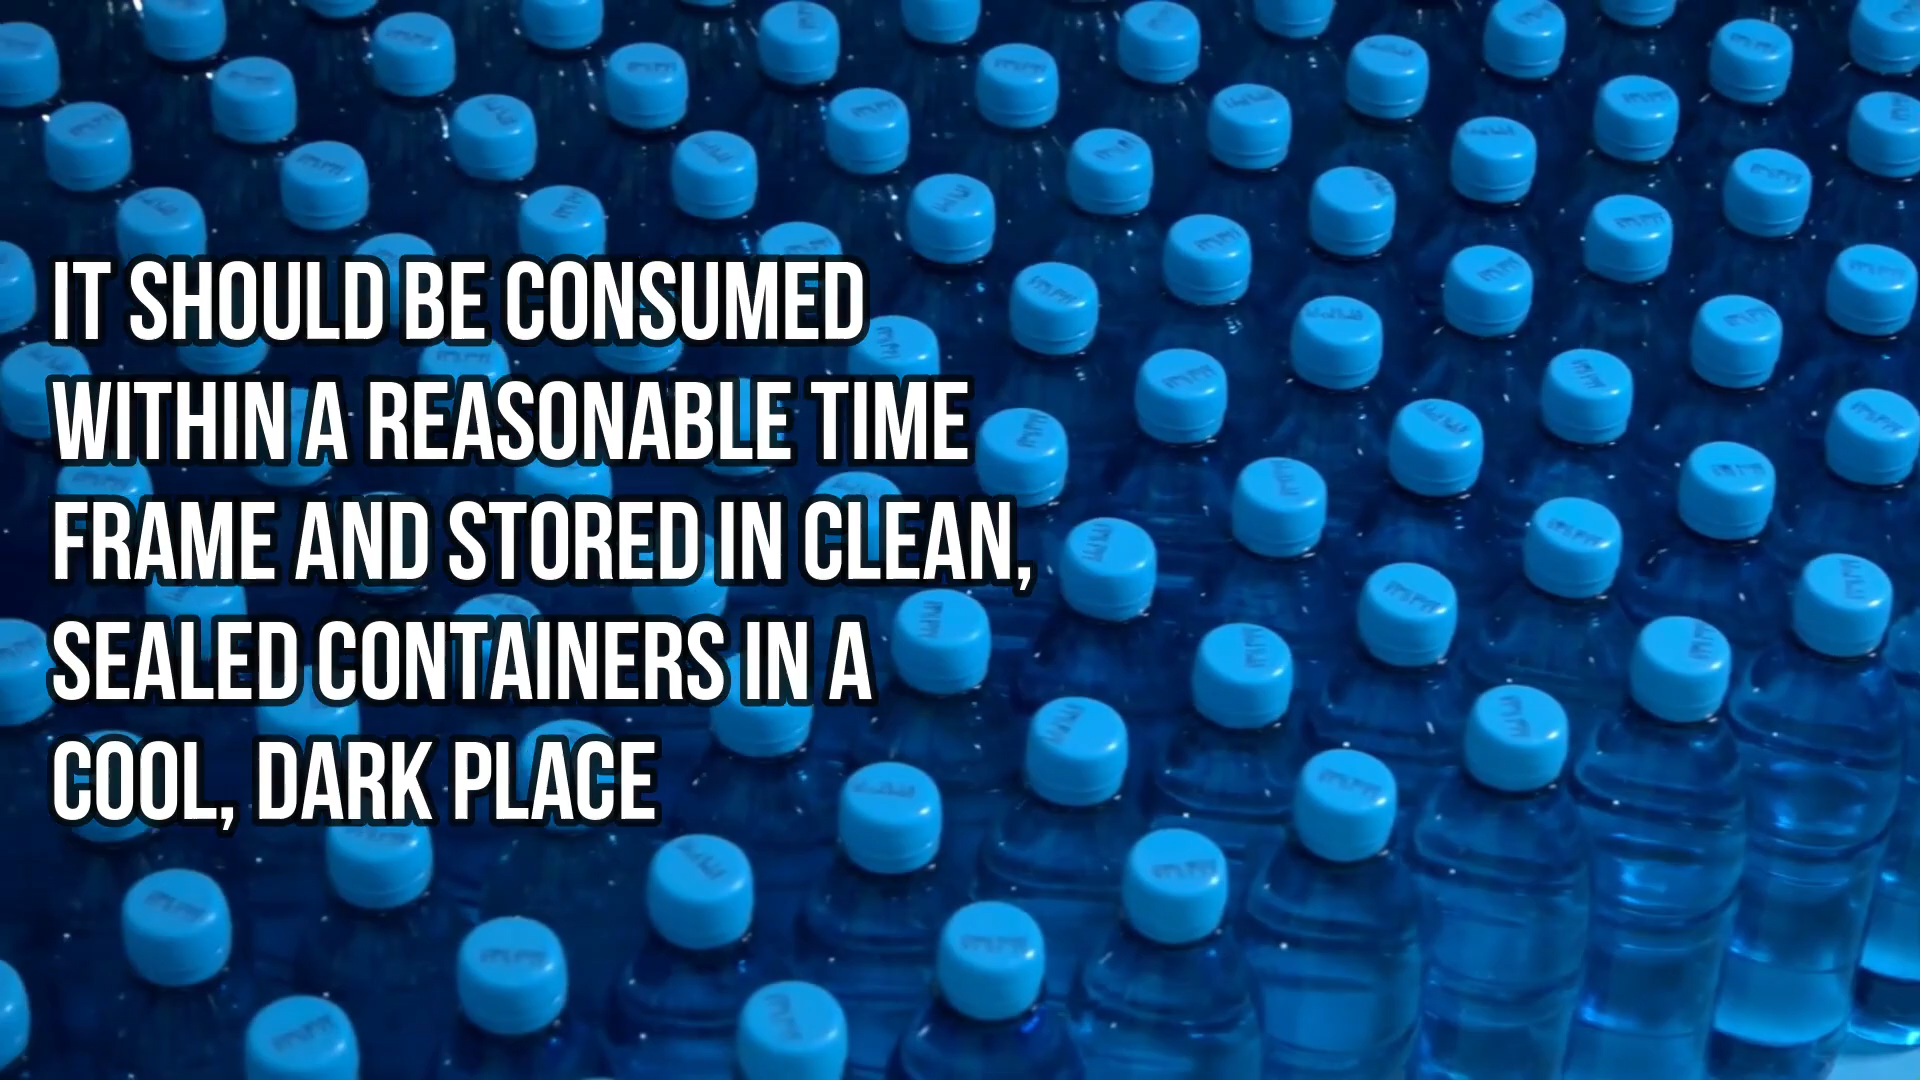 IT SHOULD BE CONSUMED
WITHIN A REASONABLE TIME
FRAME AND STORED IN CLEAN,
SEALED CONTAINERS IN A
COOL, DARK PLACE